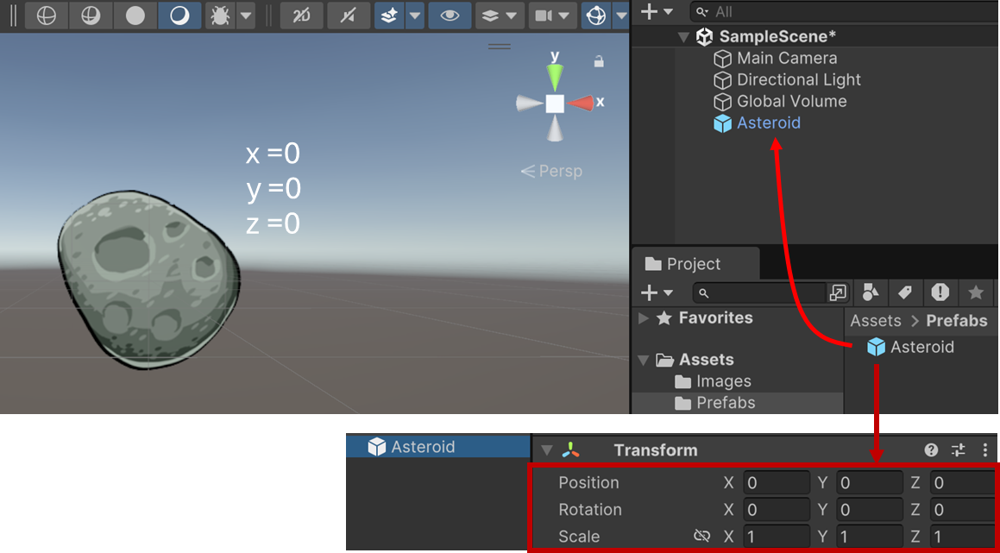 2D
All
SampleScene*
Main Camera
Directional Light
Global Volume
Asteroid
y
x
Persp
x =0
y =0
z =0
Project
Favorites
Assets > Prefabs
Asteroid
Assets
Images
Prefabs
Asteroid
Transform
Position X 0 Y 0 Z 0
Rotation X 0 Y 0 Z 0
Scale X 1 Y 1 Z 1